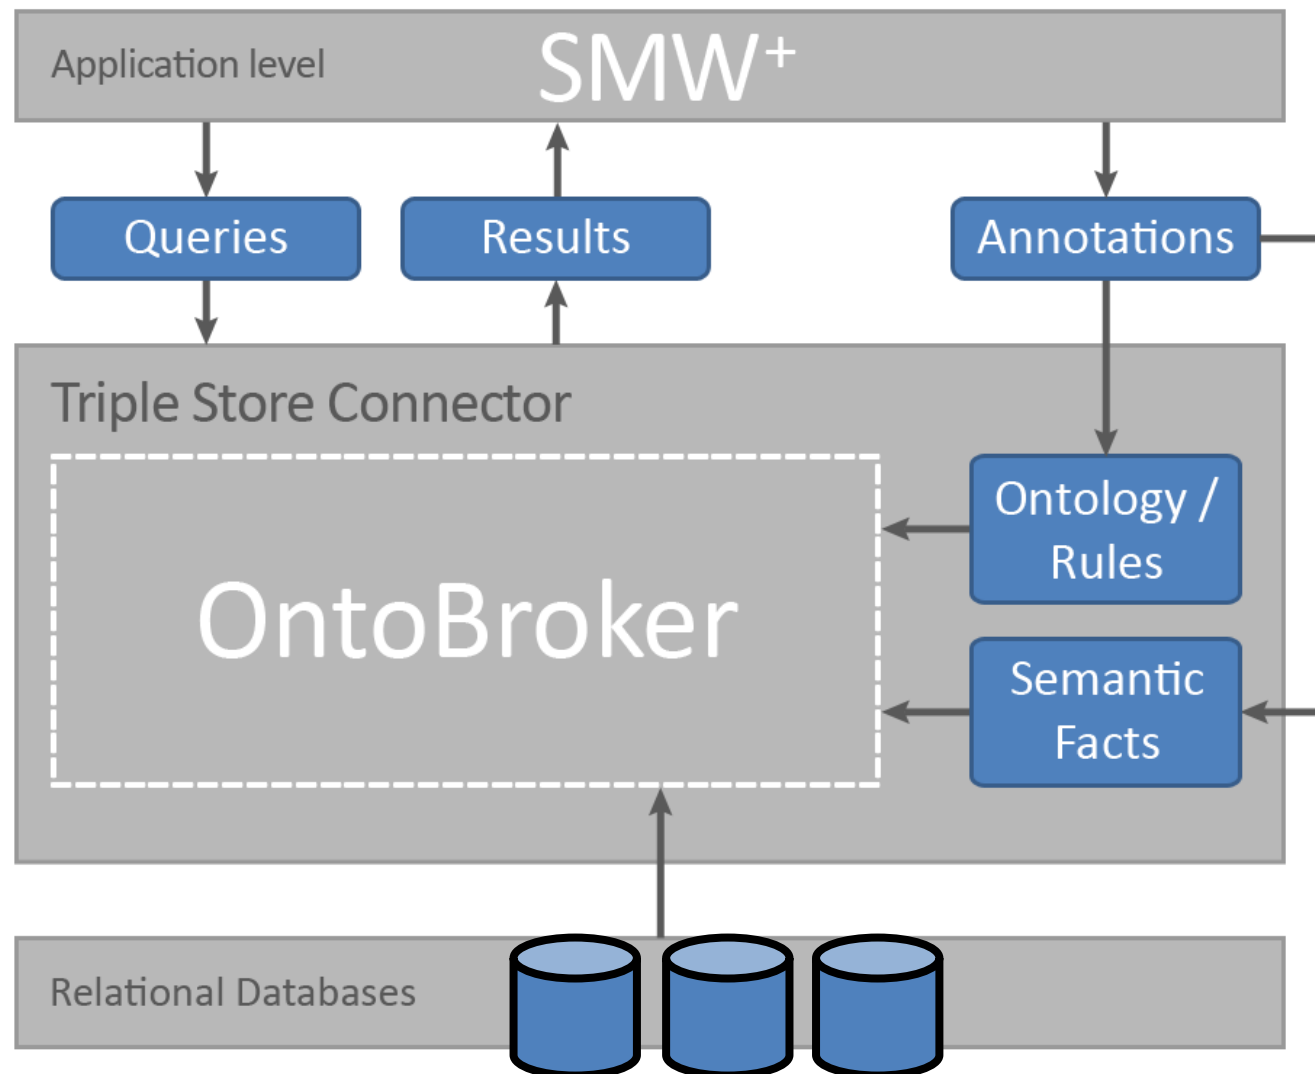 Application level
SMW+
Queries
Results
Annotations
Triple Store Connector
OntoBroker
Ontology /
Rules
Semantic
Facts
Relational Databases